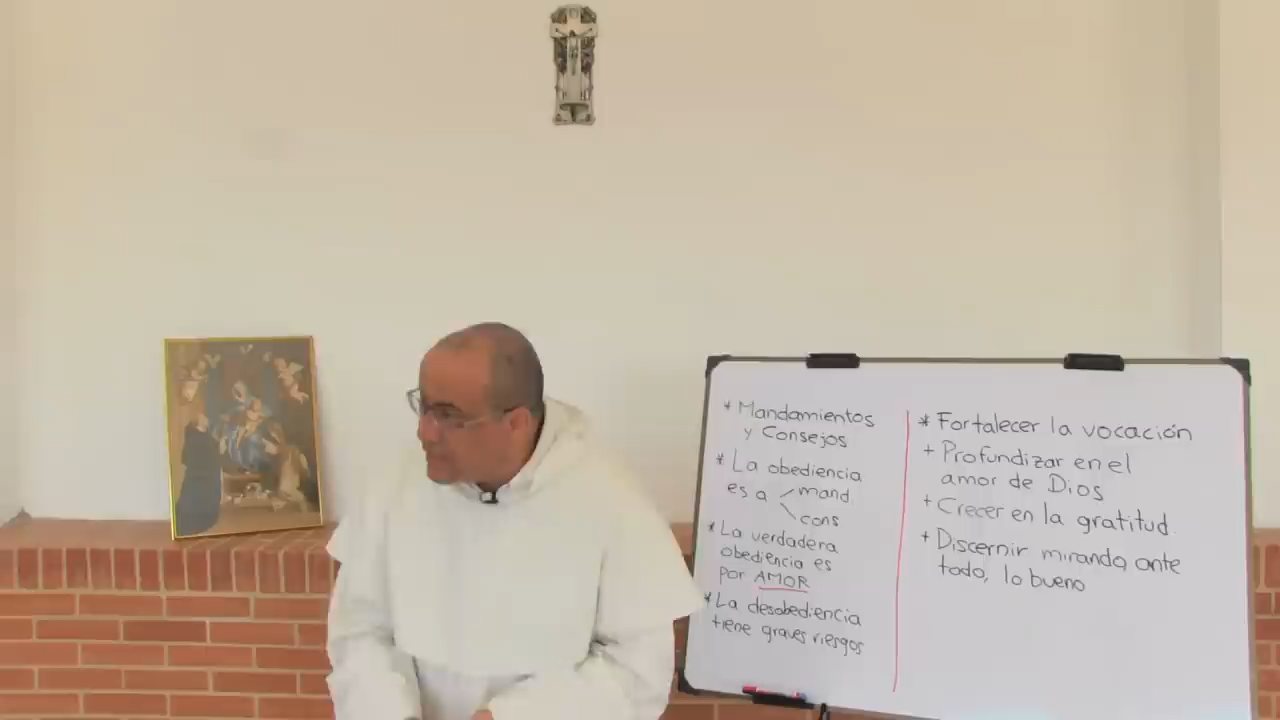 * Mandamientos
y Consejos
* La obediencia
es a mand
cons
* La verdadera
obediencia es
por AMOR
* La desobediencia
tiene graves riesgos
* Fortalecer la vocación
+ Profundizar en el
amor de Dios
+ Crecer en la gratitud.
+ Discernir mirando, ante
todo, lo bueno